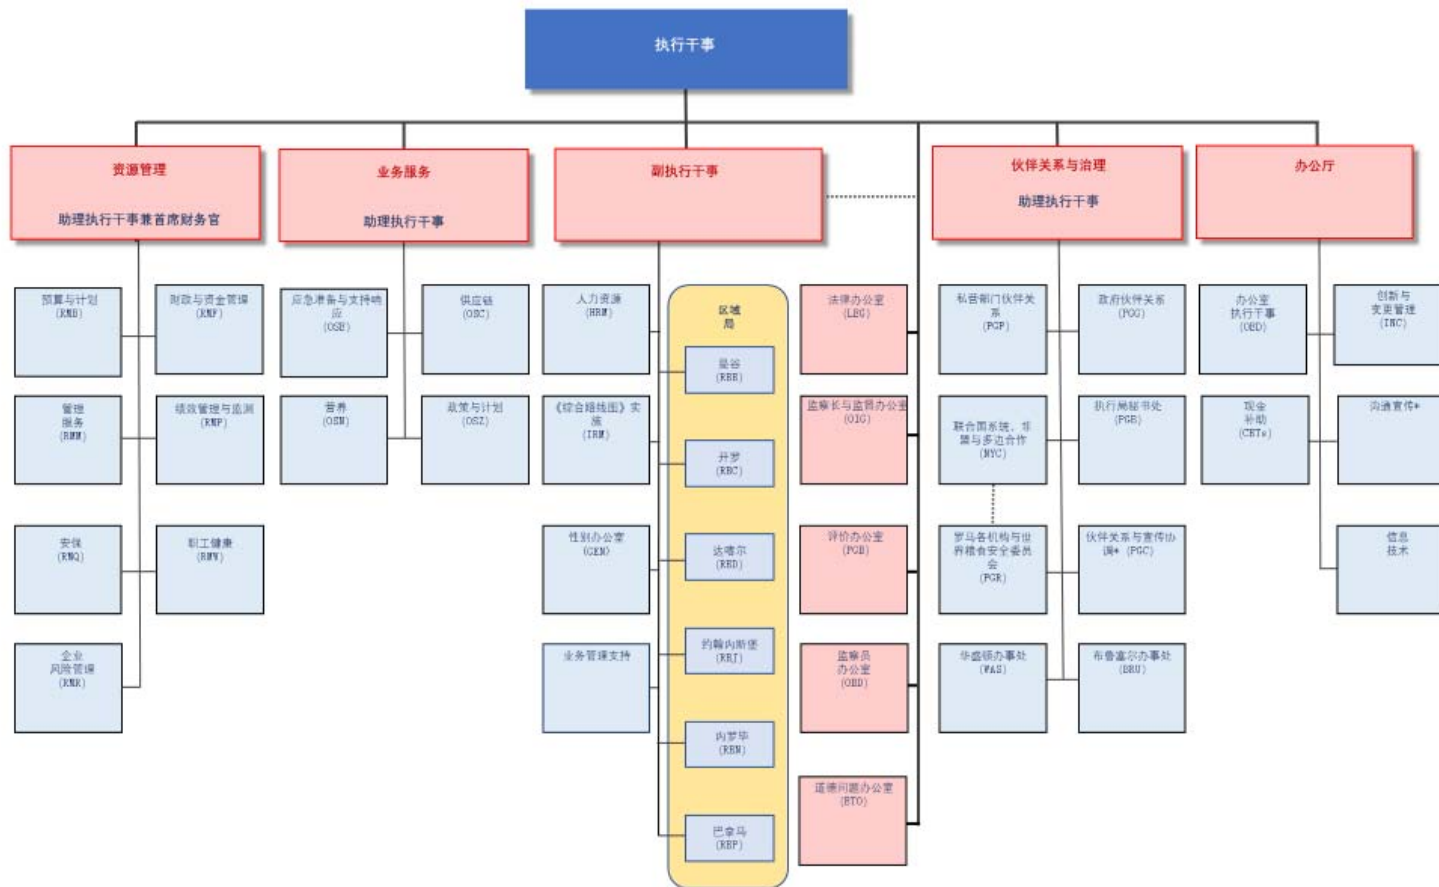 执行干事
资源管理
助理执行干事兼首席财务官
业务服务
助理执行干事
副执行干事
伙伴关系与治理
助理执行干事
办公厅
预算与计划
(RMB)
财政与资金管理
(RMF)
管理
服务
(RMM)
绩效管理与监测
(RMP)
安保
(RMQ)
职工健康
(RMW)
企业
风险管理
(RMR)
应急准备与支持响
应
(OSE)
供应链
(OSC)
营养
(OSN)
政策与计划
(OSZ)
人力资源
(HRM)
《综合路线图》实
施
(IRM)
性别办公室
(GEN)
业务管理支持
区域
局
曼谷
(RBB)
开罗
(RBC)
达喀尔
(RBD)
约翰内斯堡
(RBJ)
内罗毕
(RBN)
巴拿马
(RBP)
法律办公室
(LEG)
监察长与监督办公室
(OIG)
评价办公室
监察员
办公室
(OBD)
道德问题办公室
(ETO)
私营部门伙伴关
系
(PGP)
政府伙伴关系
(PGG)
联合国系统、非
盟与多边合作
(NYC)
执行局秘书处
(PGB)
罗马各机构与世
界粮食安全委员
会
(PGR)
伙伴关系与宣传协
调* (PGC)
华盛顿办事处
(WAS)
布鲁塞尔办事处
(BRU)
办公室
执行干事
(OED)
创新与
变更管理
(INC)
现金
补助
(CBTs)
沟通宣传*
信息
技术